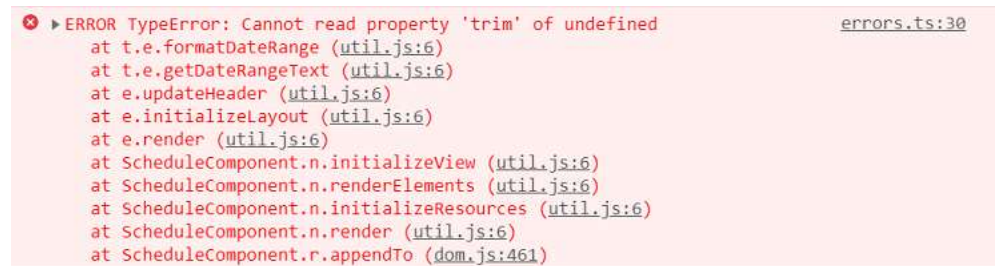 ERROR TypeError: Cannot read property 'trim' of undefined errors.ts:30
at t.e.formatDateRange (util.js:6)
at t.e.getDateRangeText (util.js:6)
at e.updateHeader (util.js:6)
at e.initializeLayout (util.js:6)
at e.render (util.js:6)
at ScheduleComponent.n.initializeView (util.js:6)
at ScheduleComponent.n.renderElements (util.js:6)
at ScheduleComponent.n.initializeResources (util.js:6)
at ScheduleComponent.n.render (util.js:6)
at ScheduleComponent.r.appendTo (dom.js:461)